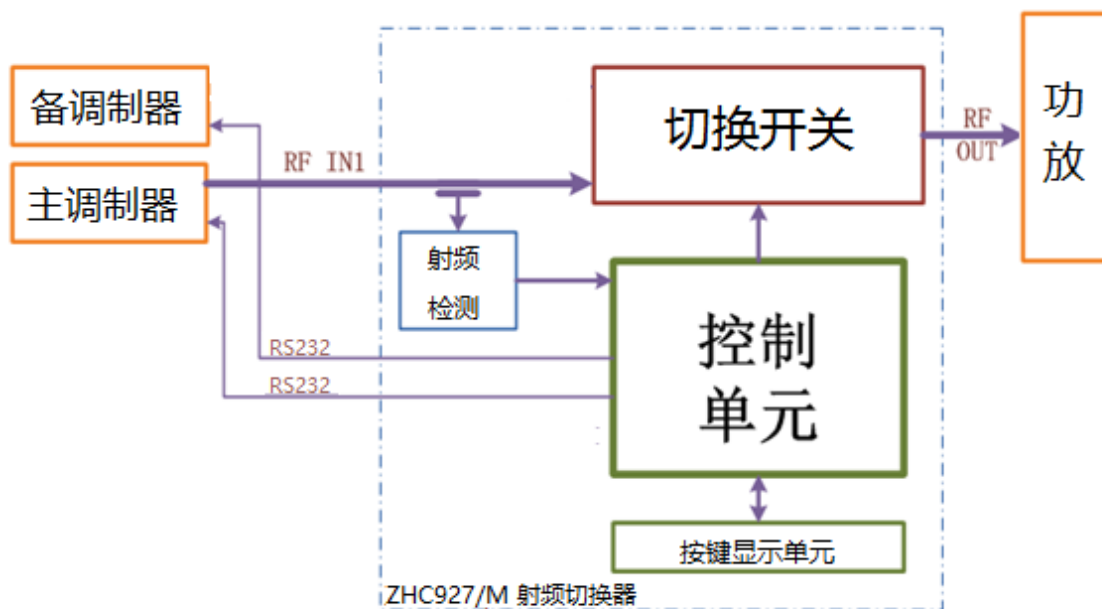 备调制器
主调制器
RF IN1
切换开关
RF
OUT
功
放
射频
检测
控制
单元
RS232
RS232
按键显示单元
ZHC927/M 射频切换器